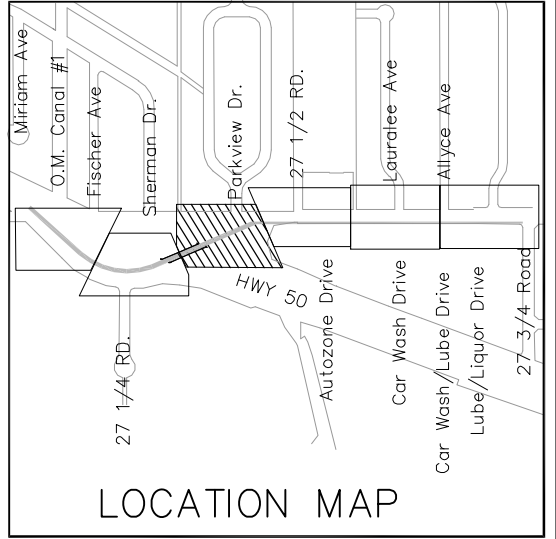 Miriam Ave
O.M. Canal #1
Fischer Ave
Sherman Dr.
Parkview Dr.
27 1/2 RD.
Lauralee Ave
Allyce Ave
HWY 50
27 1/4 RD.
Autozone Drive
Car Wash Drive
Car Wash/Lube Drive
Lube/Liquor Drive
27 3/4 Road
LOCATION MAP